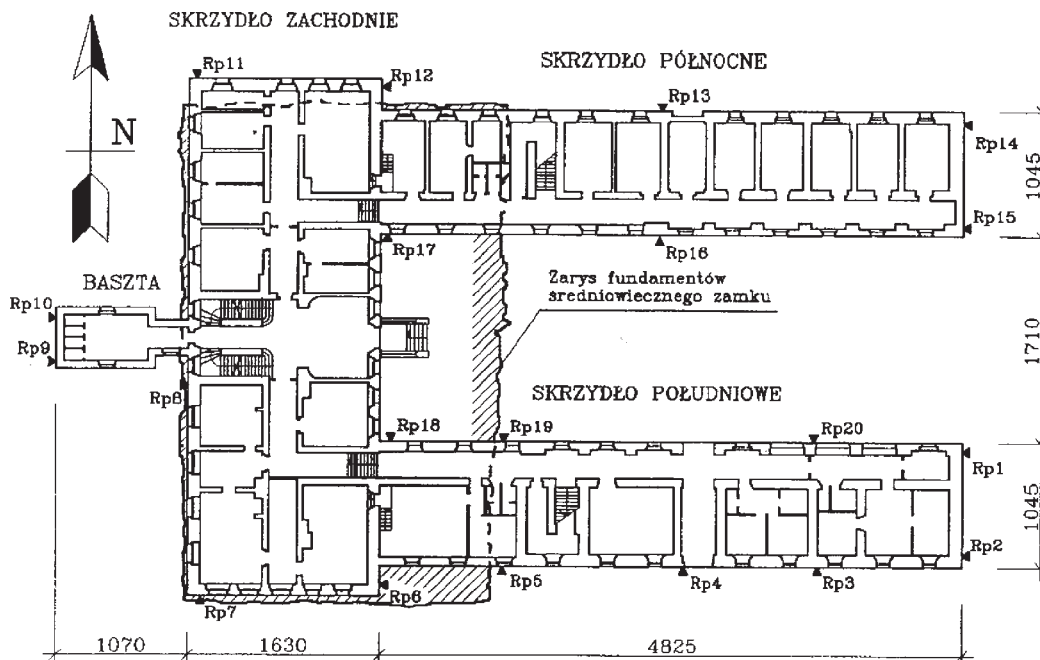 SKRZYDŁO ZACHODNIE
Rp11
Rp12
SKRZYDŁO PÓŁNOCNE
Rp13
N
Rp14
1045
Rp15
Rp17
Rp16
BASZTA
Zarys fundamentów
średniowiecznego zamku
Rp10
Rp9
1710
Rp8
SKRZYDŁO POŁUDNIOWE
Rp18
Rp19
Rp20
Rp1
1045
Rp2
Rp7
Rp6
Rp5
Rp4
Rp3
1070
1630
4825